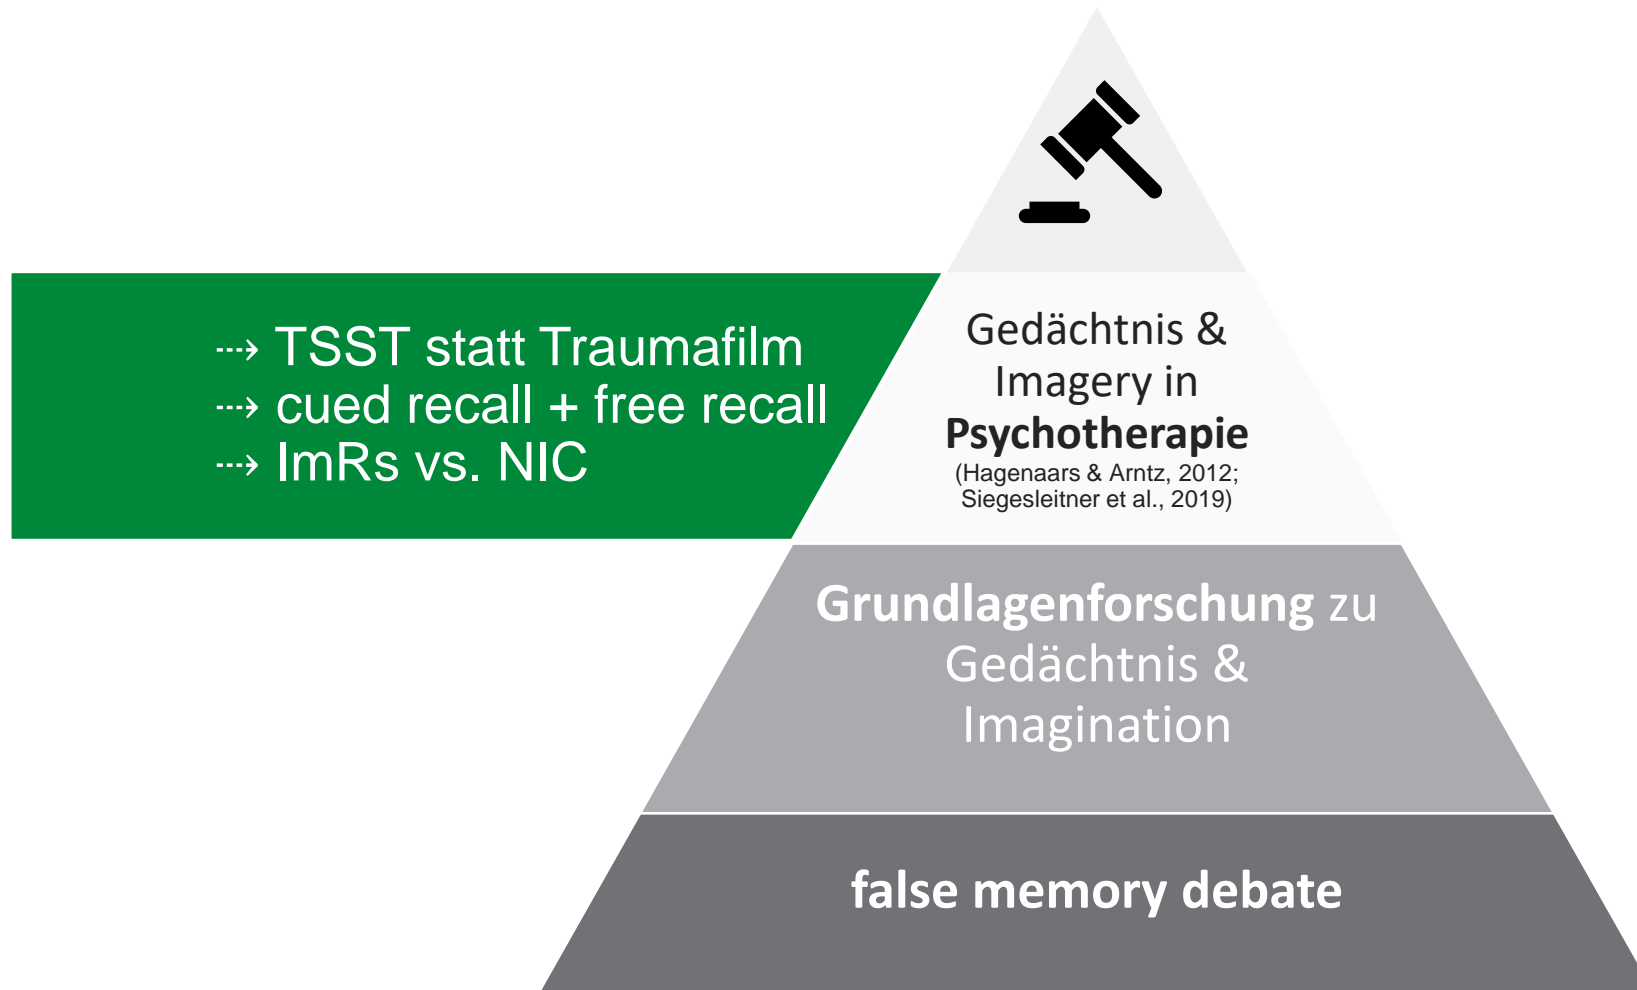 ⤏ TSST statt Traumafilm
⤏ cued recall + free recall
⤏ ImRs vs. NIC
Gedächtnis &
Imagery in
Psychotherapie
(Hagenaars & Arntz, 2012;
Siegesleitner et al., 2019)
Grundlagenforschung zu
Gedächtnis &
Imagination
false memory debate